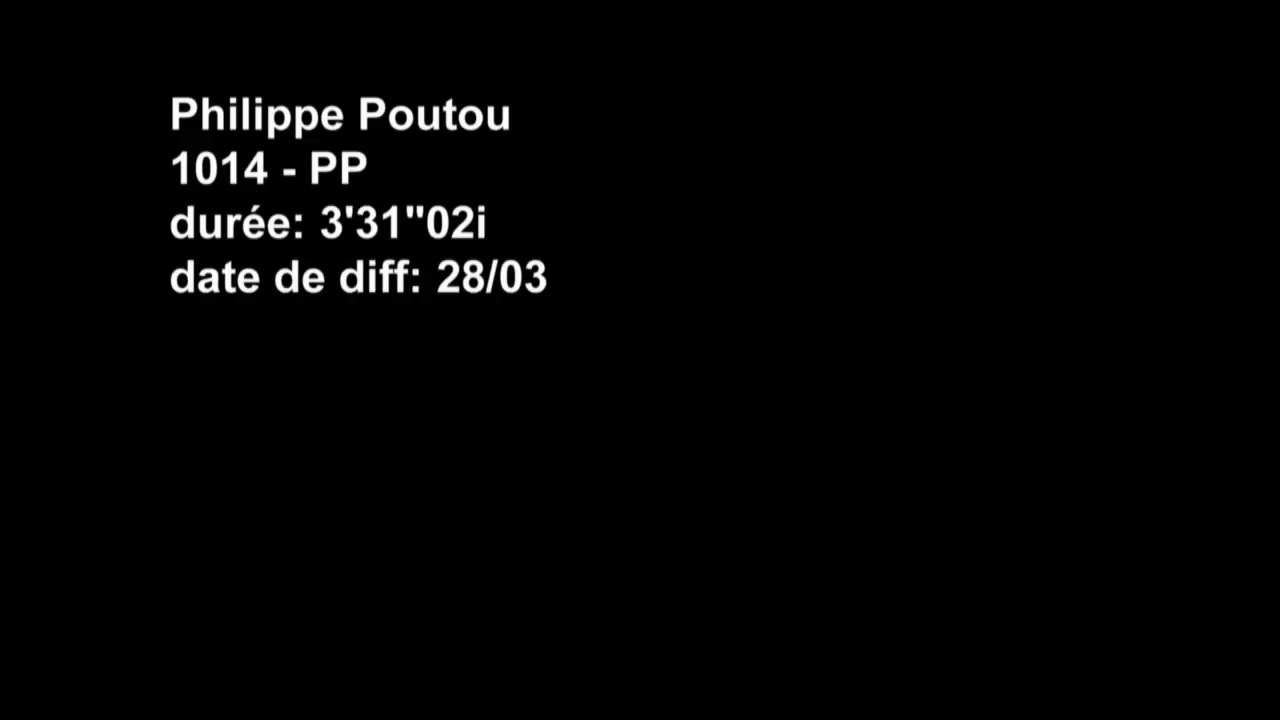 Philippe Poutou
1014 - PP
durée: 3'31"02i
date de diff: 28/03